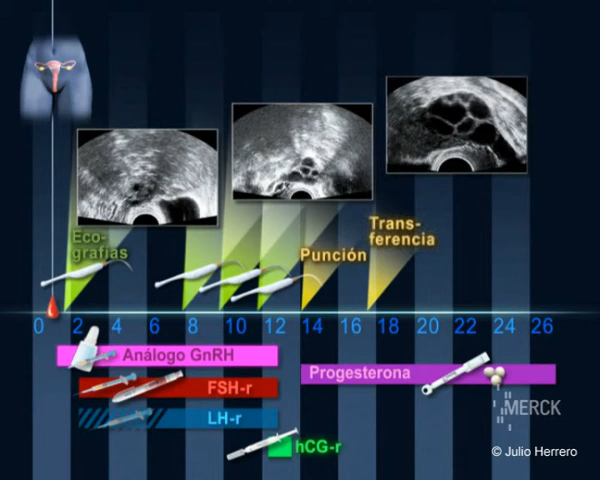 Eco-
grafías
Punción
Trans-
ferencia
0 2 4 6 8 10 12 14 16 18 20 22 24 26
Análogo GnRH
FSH-r
LH-r
hCG-r
Progesterona
MERCK
© Julio Herrero